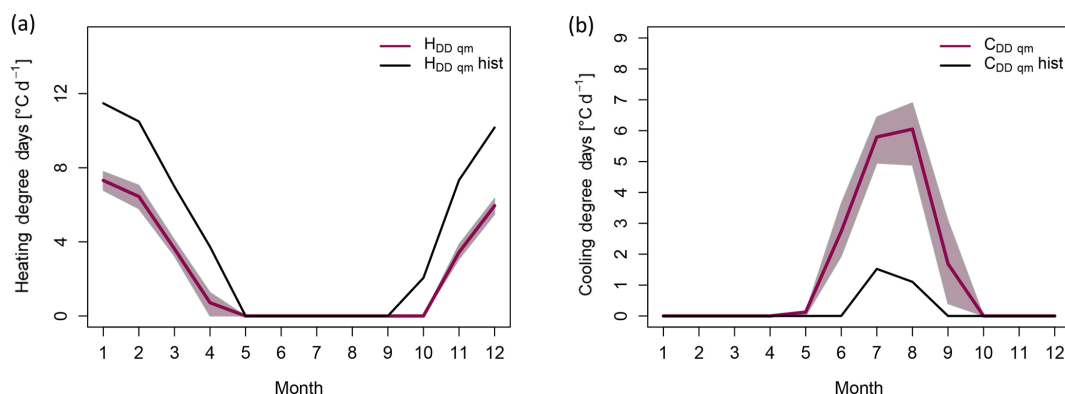 (a)
H_DD qm
H_DD qm hist
Heating degree days [°C d⁻¹]
12
8
4
0
1 2 3 4 5 6 7 8 9 10 11 12
Month
(b)
C_DD qm
C_DD qm hist
Cooling degree days [°C d⁻¹]
9
8
7
6
5
4
3
2
1
0
1 2 3 4 5 6 7 8 9 10 11 12
Month